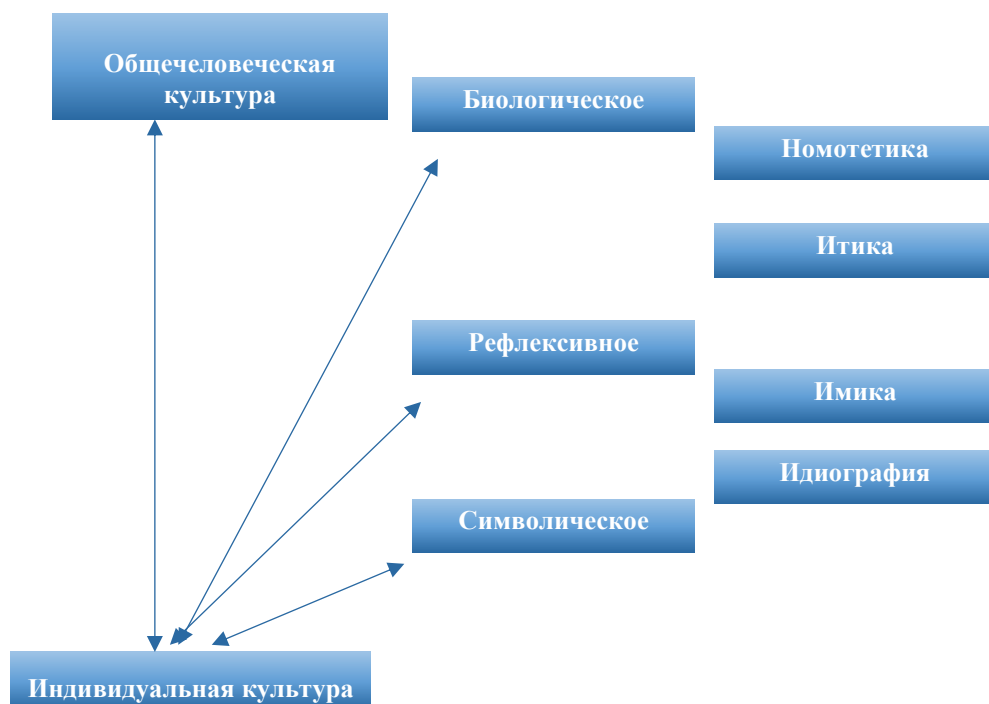 Общечеловеческая
культура
Биологическое
Номотетика
Итика
Рефлексивное
Имика
Идиография
Символическое
Индивидуальная культура